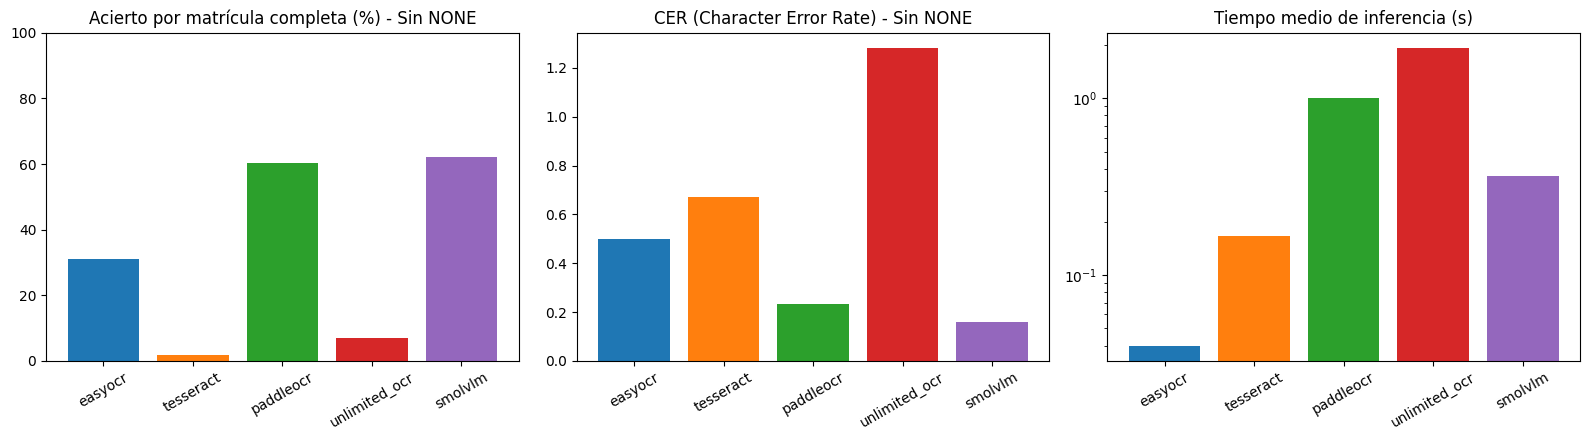 Acierto por matrícula completa (%) - Sin NONE
100
80
60
40
20
0
easyocr
tesseract
paddleocr
unlimited_ocr
smolvlm
CER (Character Error Rate) - Sin NONE
1.2
1.0
0.8
0.6
0.4
0.2
0.0
easyocr
tesseract
paddleocr
unlimited_ocr
smolvlm
Tiempo medio de inferencia (s)
10⁰
10⁻¹
easyocr
tesseract
paddleocr
unlimited_ocr
smolvlm